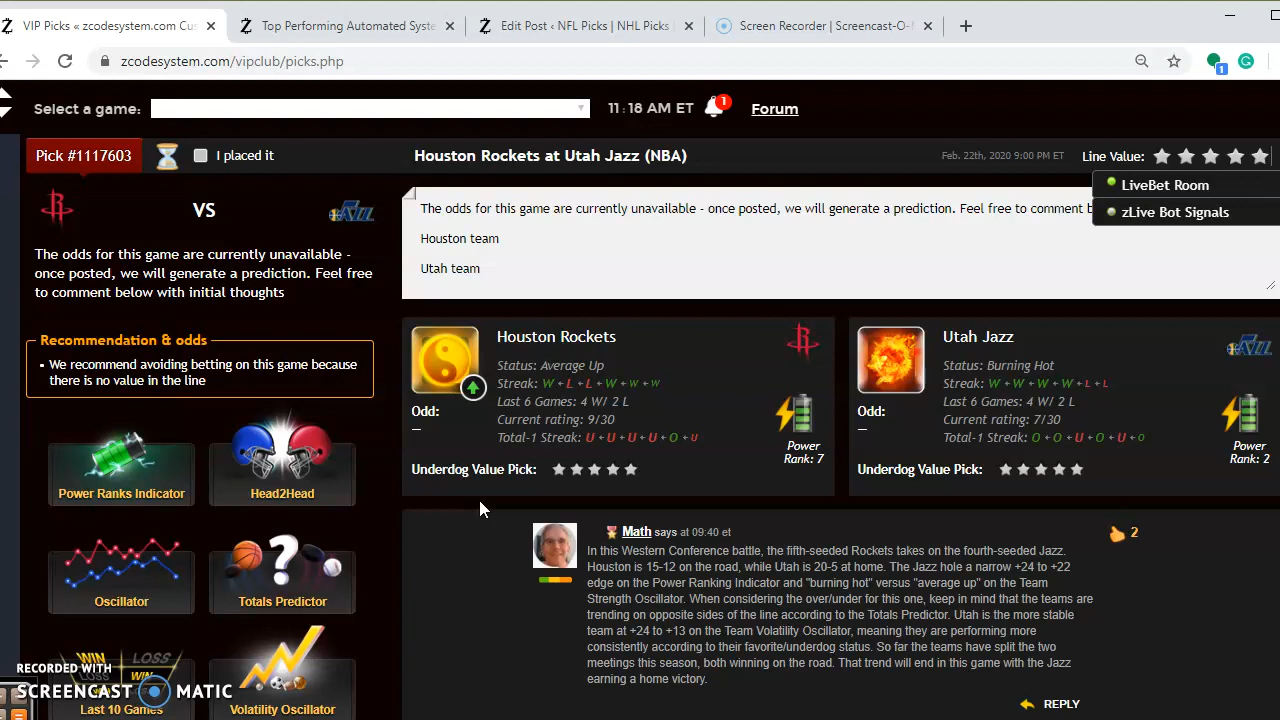 VIP Picks « zcodesystem.com Cus
Top Performing Automated Syste
Edit Post ‹ NFL Picks | NHL Picks |
Screen Recorder | Screencast-O-M
zcodesystem.com/vipclub/picks.php
1
Select a game:
11:18 AM ET
1
Forum
Pick #1117603
I placed it
Houston Rockets at Utah Jazz (NBA)
Feb. 22th, 2020 9:00 PM ET
Line Value:
LiveBet Room
zLive Bot Signals
VS
JAZZ
The odds for this game are currently unavailable -
once posted, we will generate a prediction. Feel free
to comment below with initial thoughts
The odds for this game are currently unavailable - once posted, we will generate a prediction. Feel free to comment b
Houston team
Utah team
Recommendation & odds
We recommend avoiding betting on this game because
there is no value in the line
Houston Rockets
Status: Average Up
Streak: W + L + L + W + W + W
Last 6 Games: 4 W/ 2 L
Current rating: 9/30
Total-1 Streak: U + U + U + U + O + U
Odd:
—
Power
Rank: 7
Underdog Value Pick:
Utah Jazz
JAZZ
Status: Burning Hot
Streak: W + W + W + W + L + L
Last 6 Games: 4 W/ 2 L
Current rating: 7/30
Total-1 Streak: O + O + U + O + U + O
Odd:
—
Power
Rank: 2
Underdog Value Pick:
Power Ranks Indicator
Head2Head
Oscillator
Totals Predictor
WIN LOSS
LOSS WIN
Last 10 Games
Volatility Oscillator
Math says at 09:40 et
2
In this Western Conference battle, the fifth-seeded Rockets takes on the fourth-seeded Jazz.
Houston is 15-12 on the road, while Utah is 20-5 at home. The Jazz hole a narrow +24 to +22
edge on the Power Ranking Indicator and "burning hot" versus "average up" on the Team
Strength Oscillator. When considering the over/under for this one, keep in mind that the teams are
trending on opposite sides of the line according to the Totals Predictor. Utah is the more stable
team at +24 to +13 on the Team Volatility Oscillator, meaning they are performing more
consistently according to their favorite/underdog status. So far the teams have split the two
meetings this season, both winning on the road. That trend will end in this game with the Jazz
earning a home victory.
REPLY
RECORDED WITH
SCREENCAST MATIC